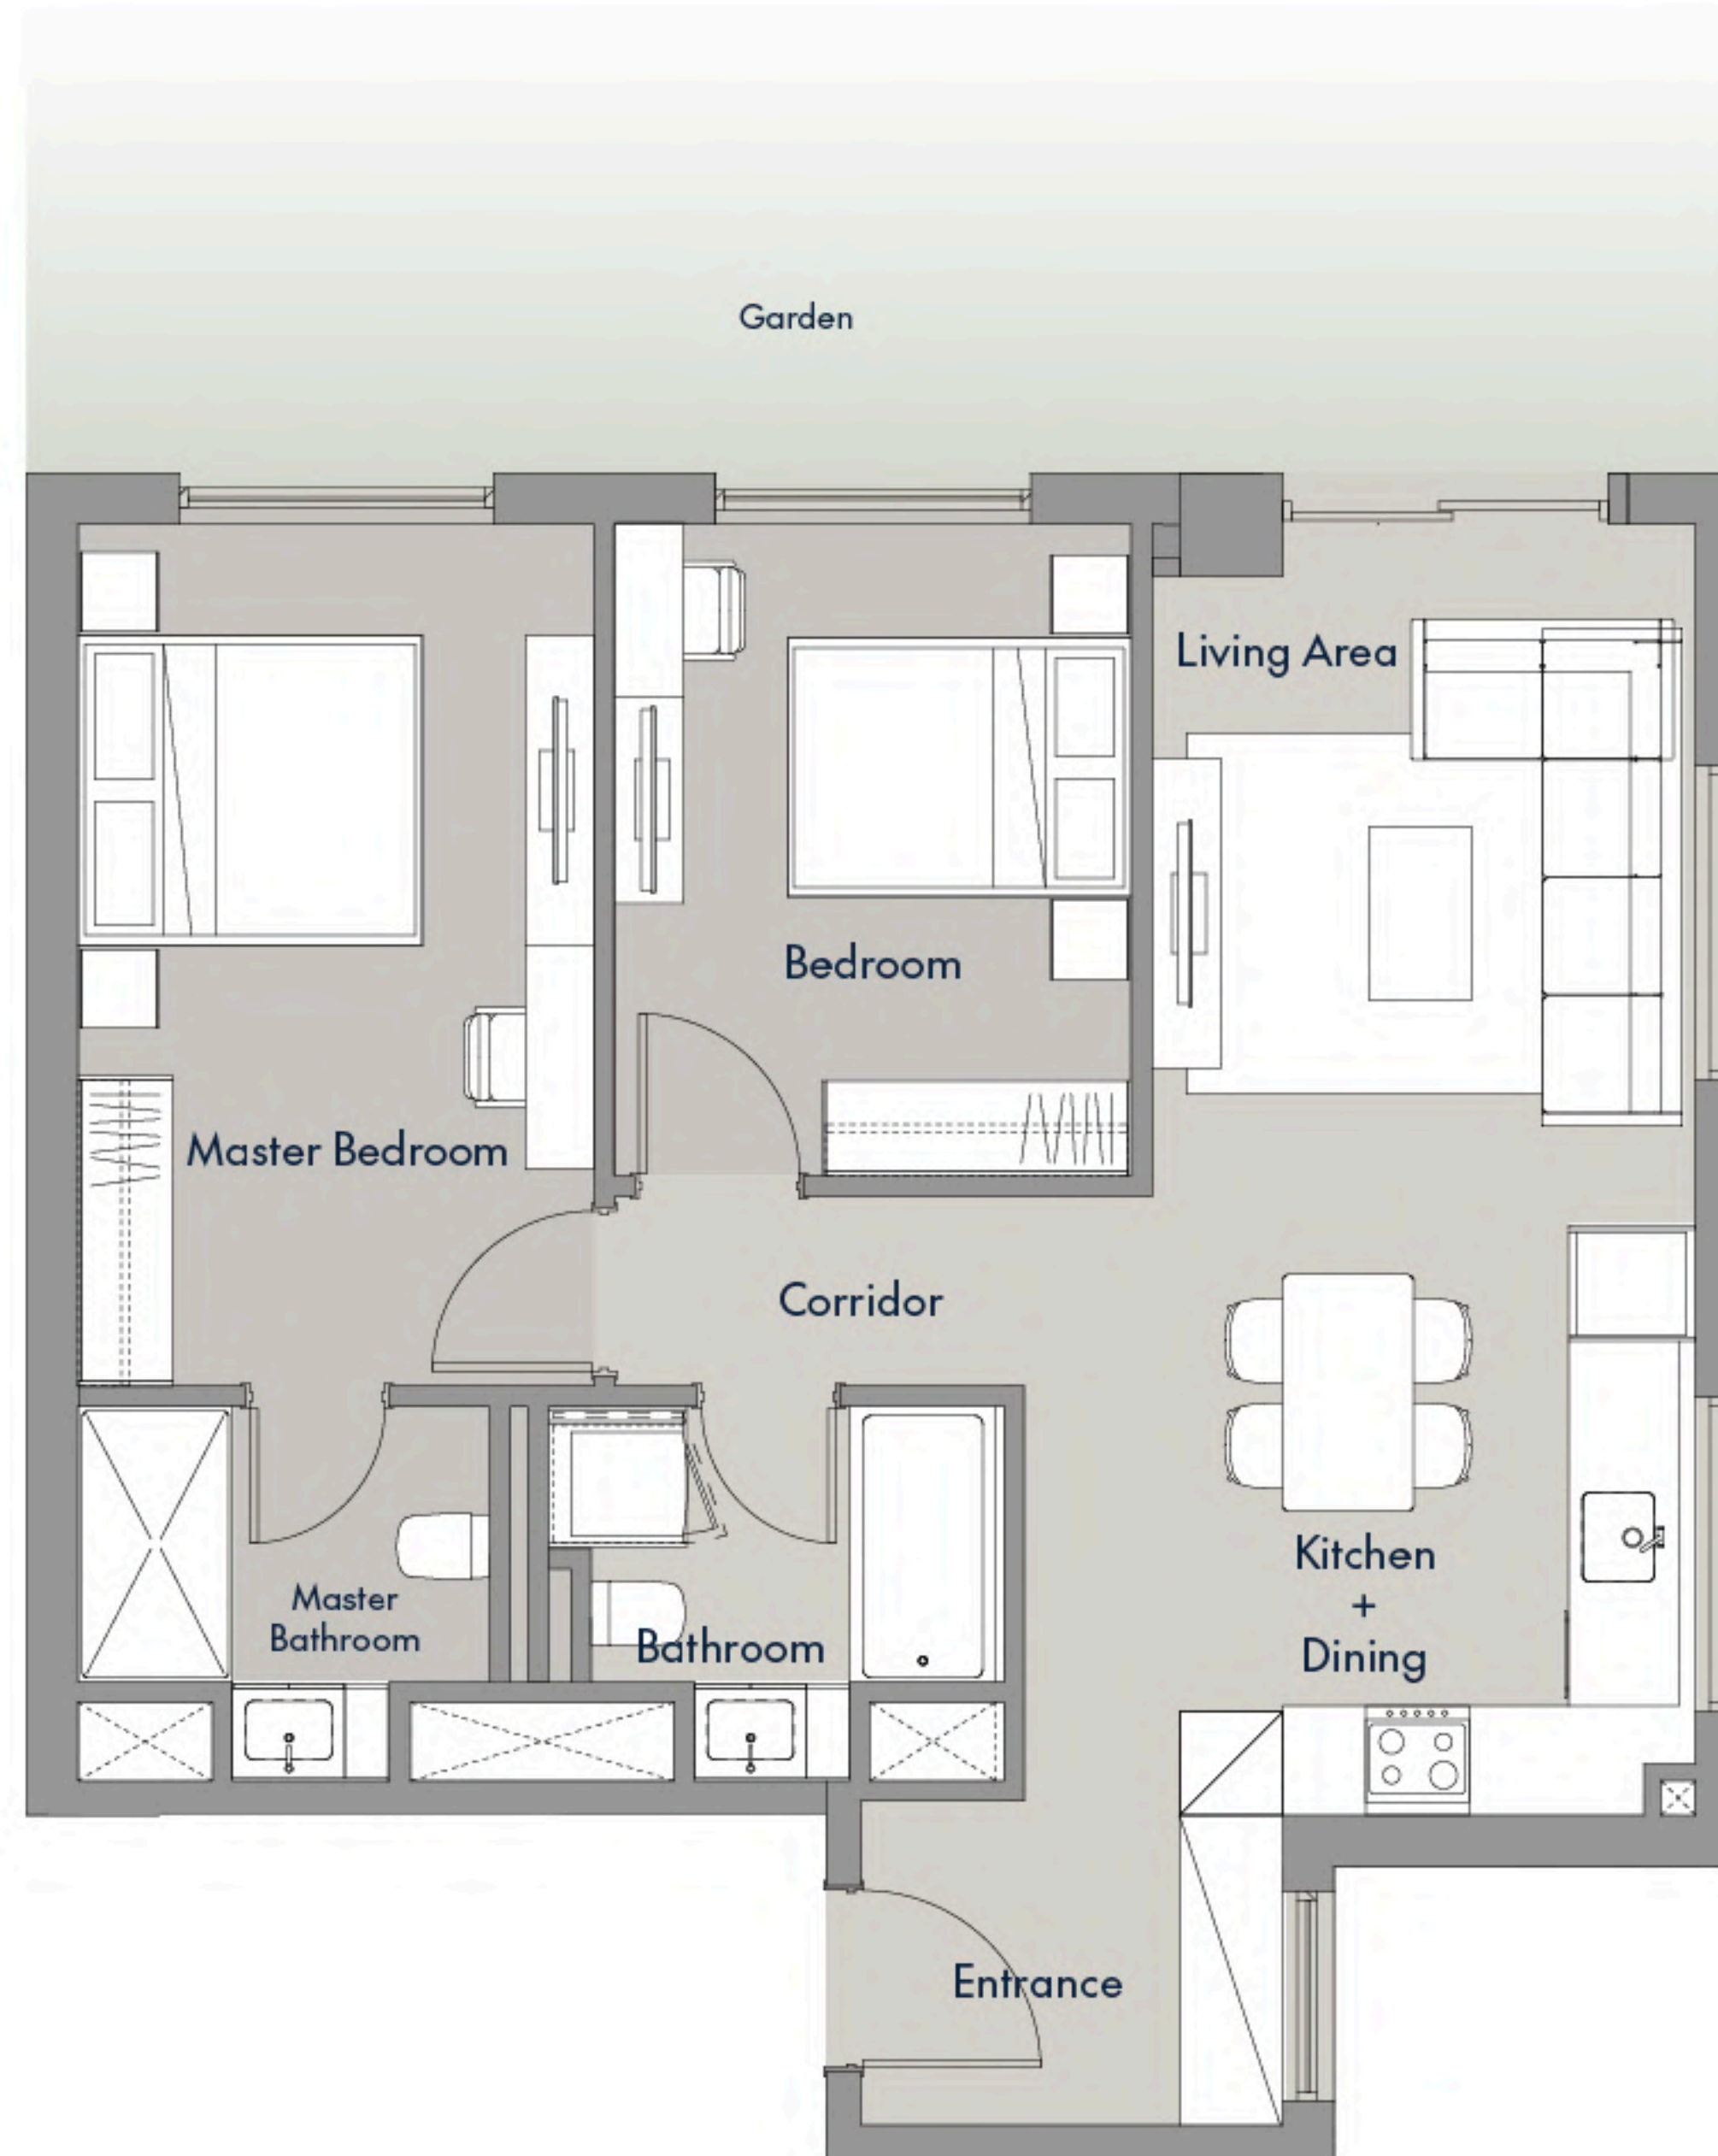 Garden
Living Area
Bedroom
Master Bedroom
Corridor
Kitchen
+
Dining
Master
Bathroom
Bathroom
Entrance